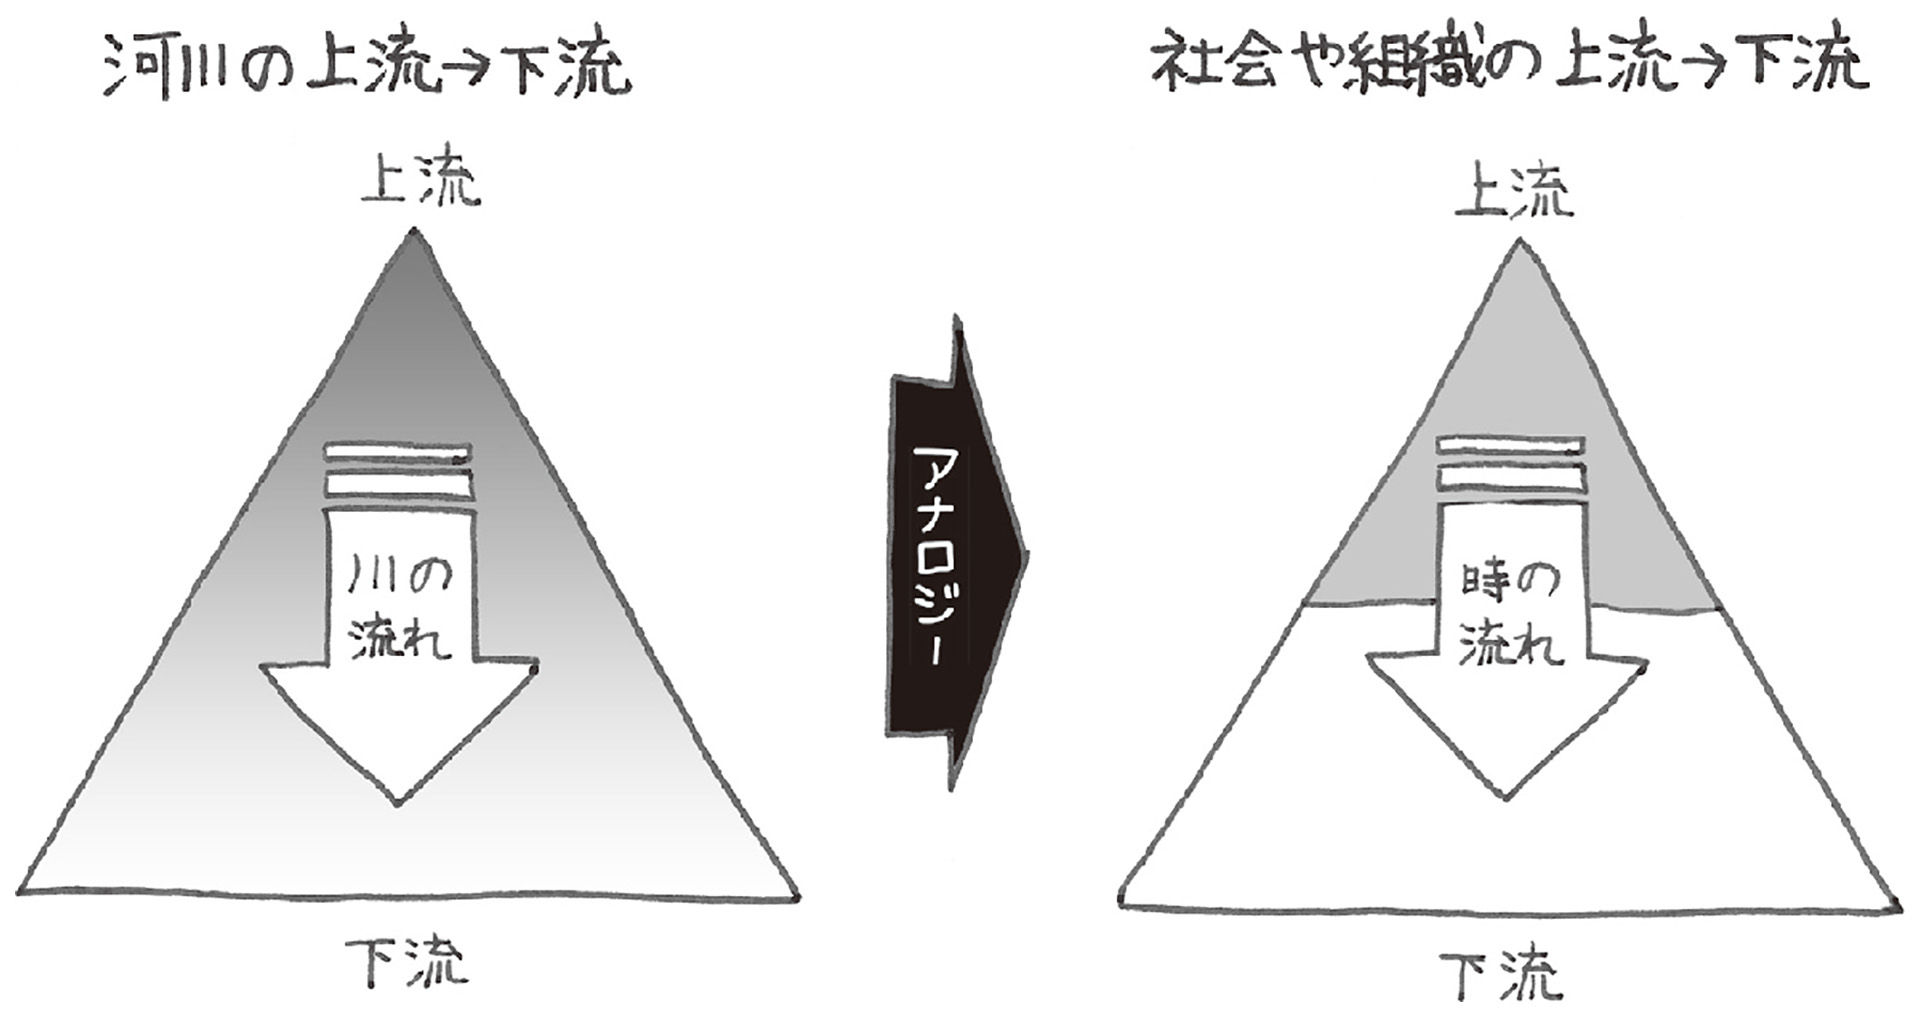 河川の上流→下流
上流
川の
流れ
下流
アナロジー
社会や組織の上流→下流
上流
時の
流れ
下流